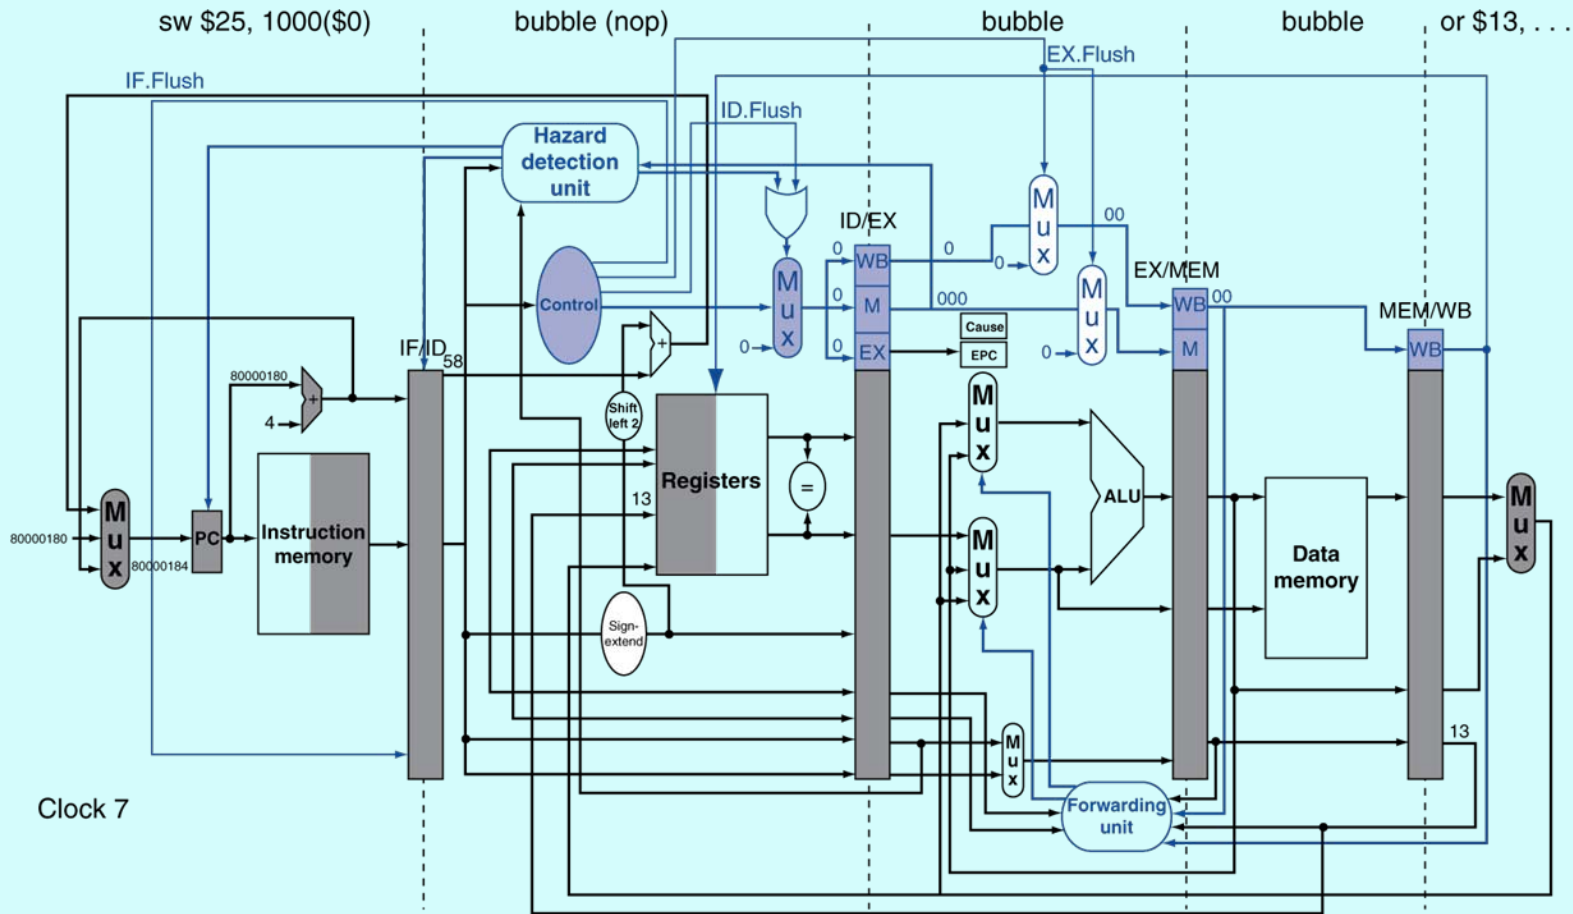 sw $25, 1000($0)
bubble (nop)
bubble
bubble
or $13, . . .
IF.Flush
EX.Flush
ID.Flush
Hazard
detection
unit
M
u
x
0
00
ID/EX
0
WB
0
EX/MEM
Control
M
u
x
0
0
M
000
M
u
x
0
WB
00
MEM/WB
0
EX
Cause
EPC
0
M
WB
IF/ID
58
+
80000180
+
4
Shift
left 2
M
u
x
Registers
=
13
ALU
M
u
x
80000180
80000184
PC
Instruction
memory
M
u
x
Data
memory
M
u
x
Sign-
extend
M
u
x
13
Clock 7
Forwarding
unit